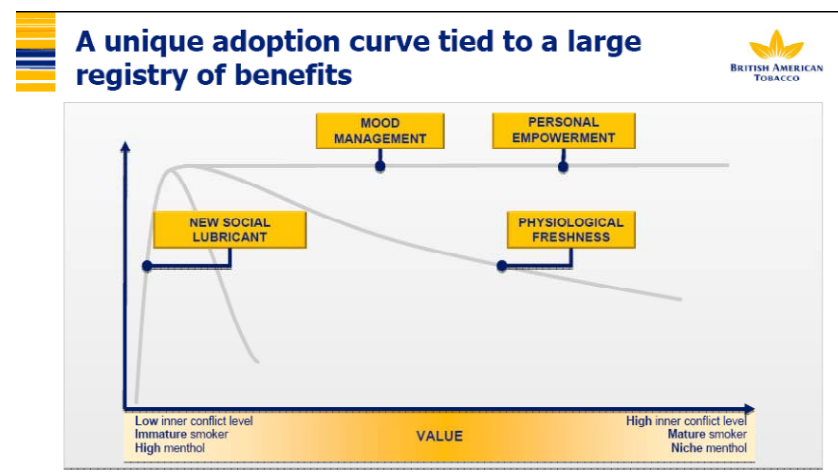 A unique adoption curve tied to a large
registry of benefits
BRITISH AMERICAN
TOBACCO
MOOD
MANAGEMENT
PERSONAL
EMPOWERMENT
NEW SOCIAL
LUBRICANT
PHYSIOLOGICAL
FRESHNESS
Low inner conflict level
Immature smoker
High menthol
VALUE
High inner conflict level
Mature smoker
Niche menthol